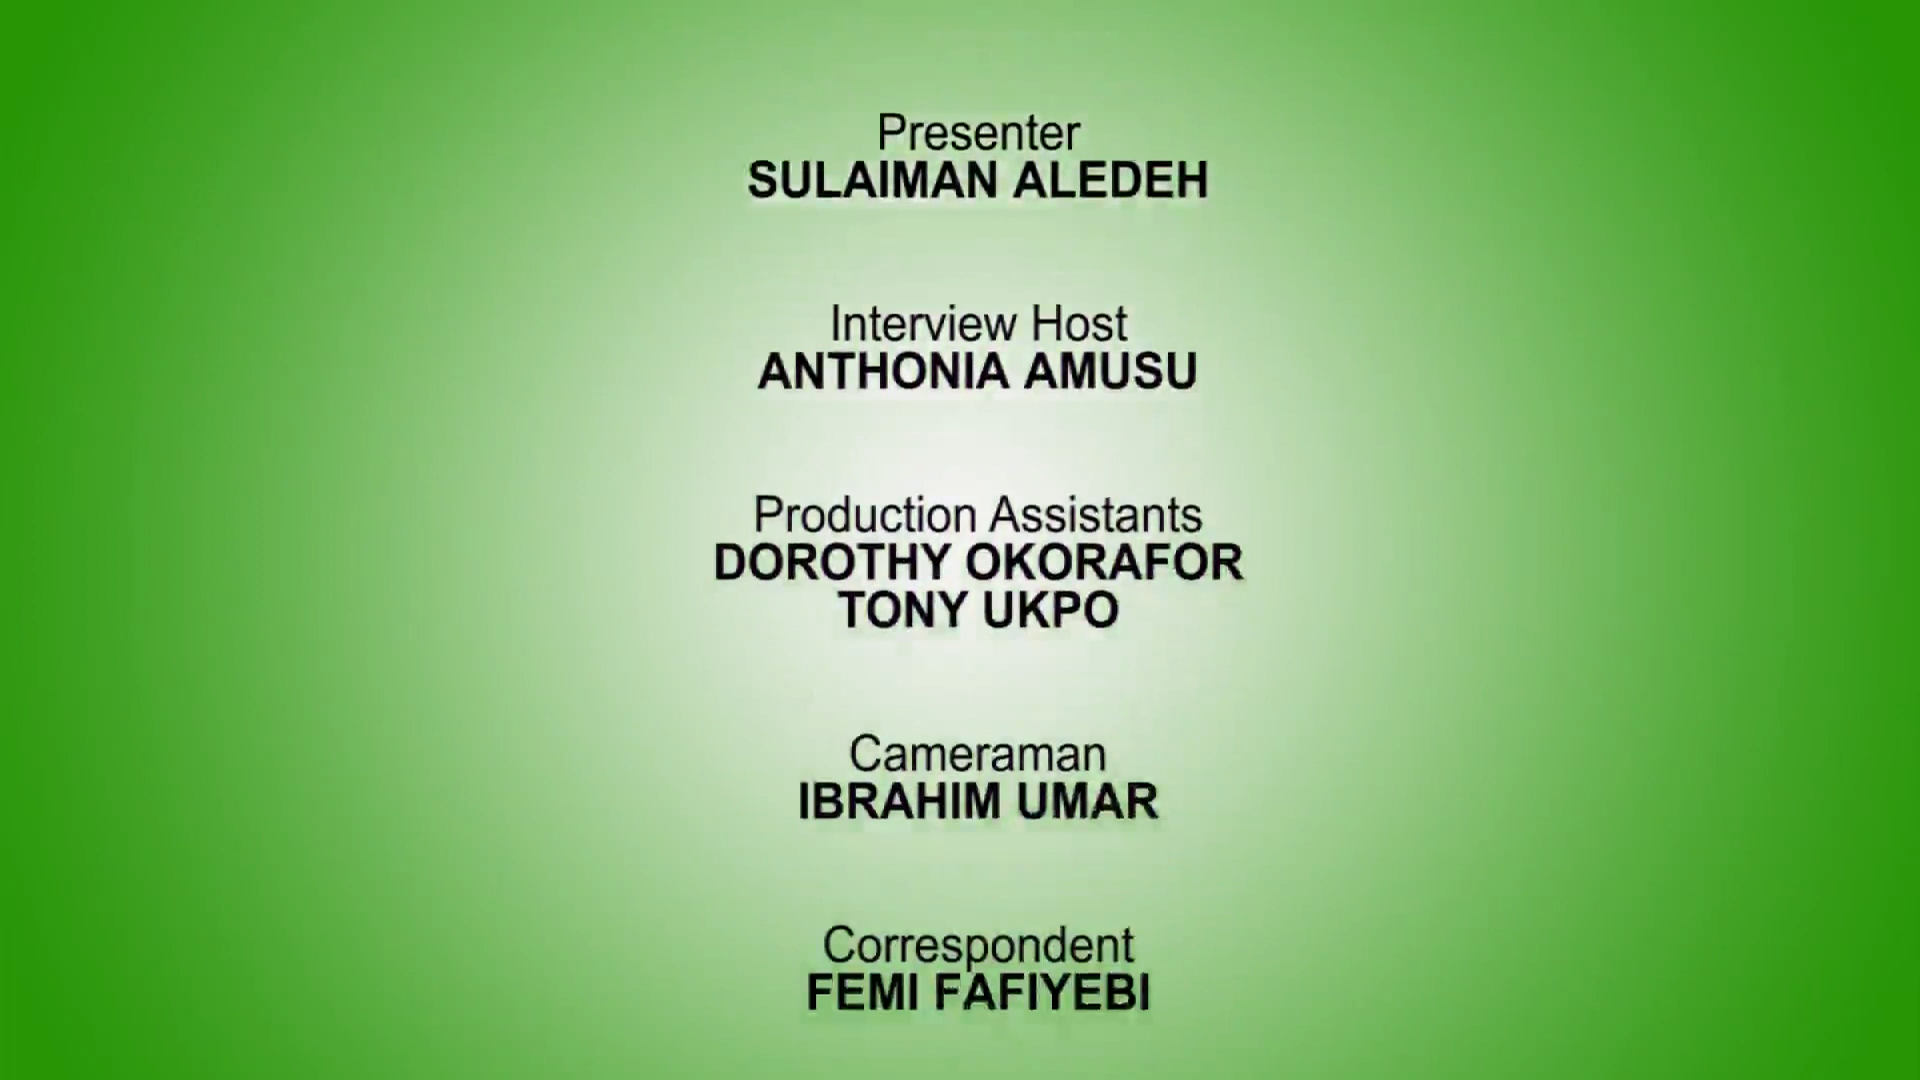 Presenter
SULAIMAN ALEDEH
Interview Host
ANTHONIA AMUSU
Production Assistants
DOROTHY OKORAFOR
TONY UKPO
Cameraman
IBRAHIM UMAR
Correspondent
FEMI FAFIYEBI